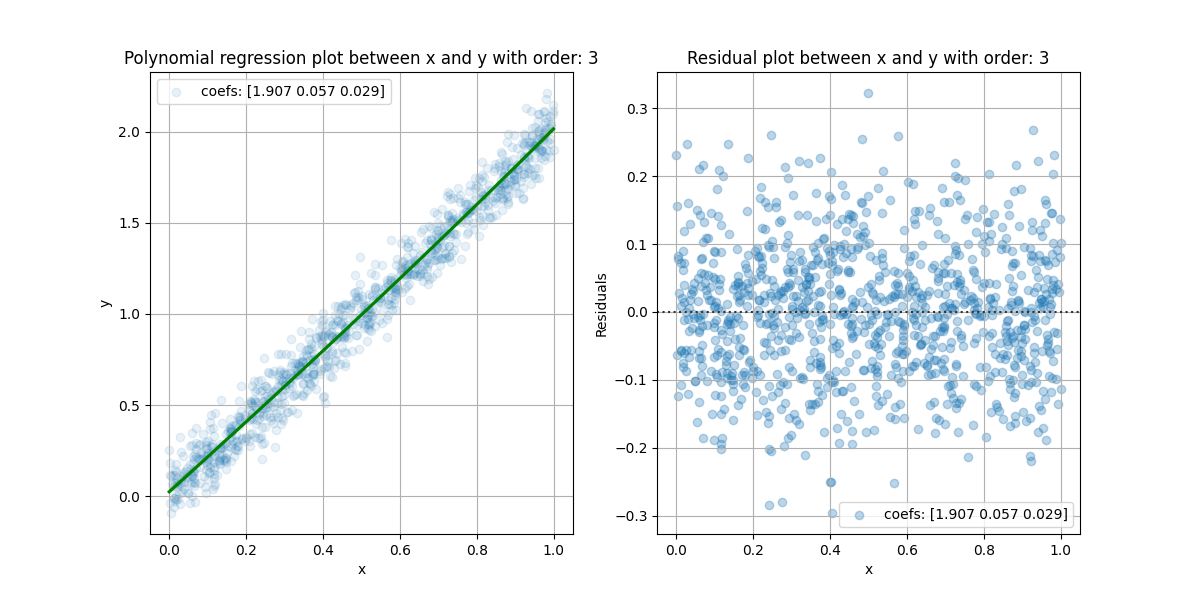 Polynomial regression plot between x and y with order: 3
coefs: [1.907 0.057 0.029]
y
2.0
1.5
1.0
0.5
0.0
0.0 0.2 0.4 0.6 0.8 1.0
x
Residual plot between x and y with order: 3
Residuals
0.3
0.2
0.1
0.0
−0.1
−0.2
−0.3
coefs: [1.907 0.057 0.029]
0.0 0.2 0.4 0.6 0.8 1.0
x